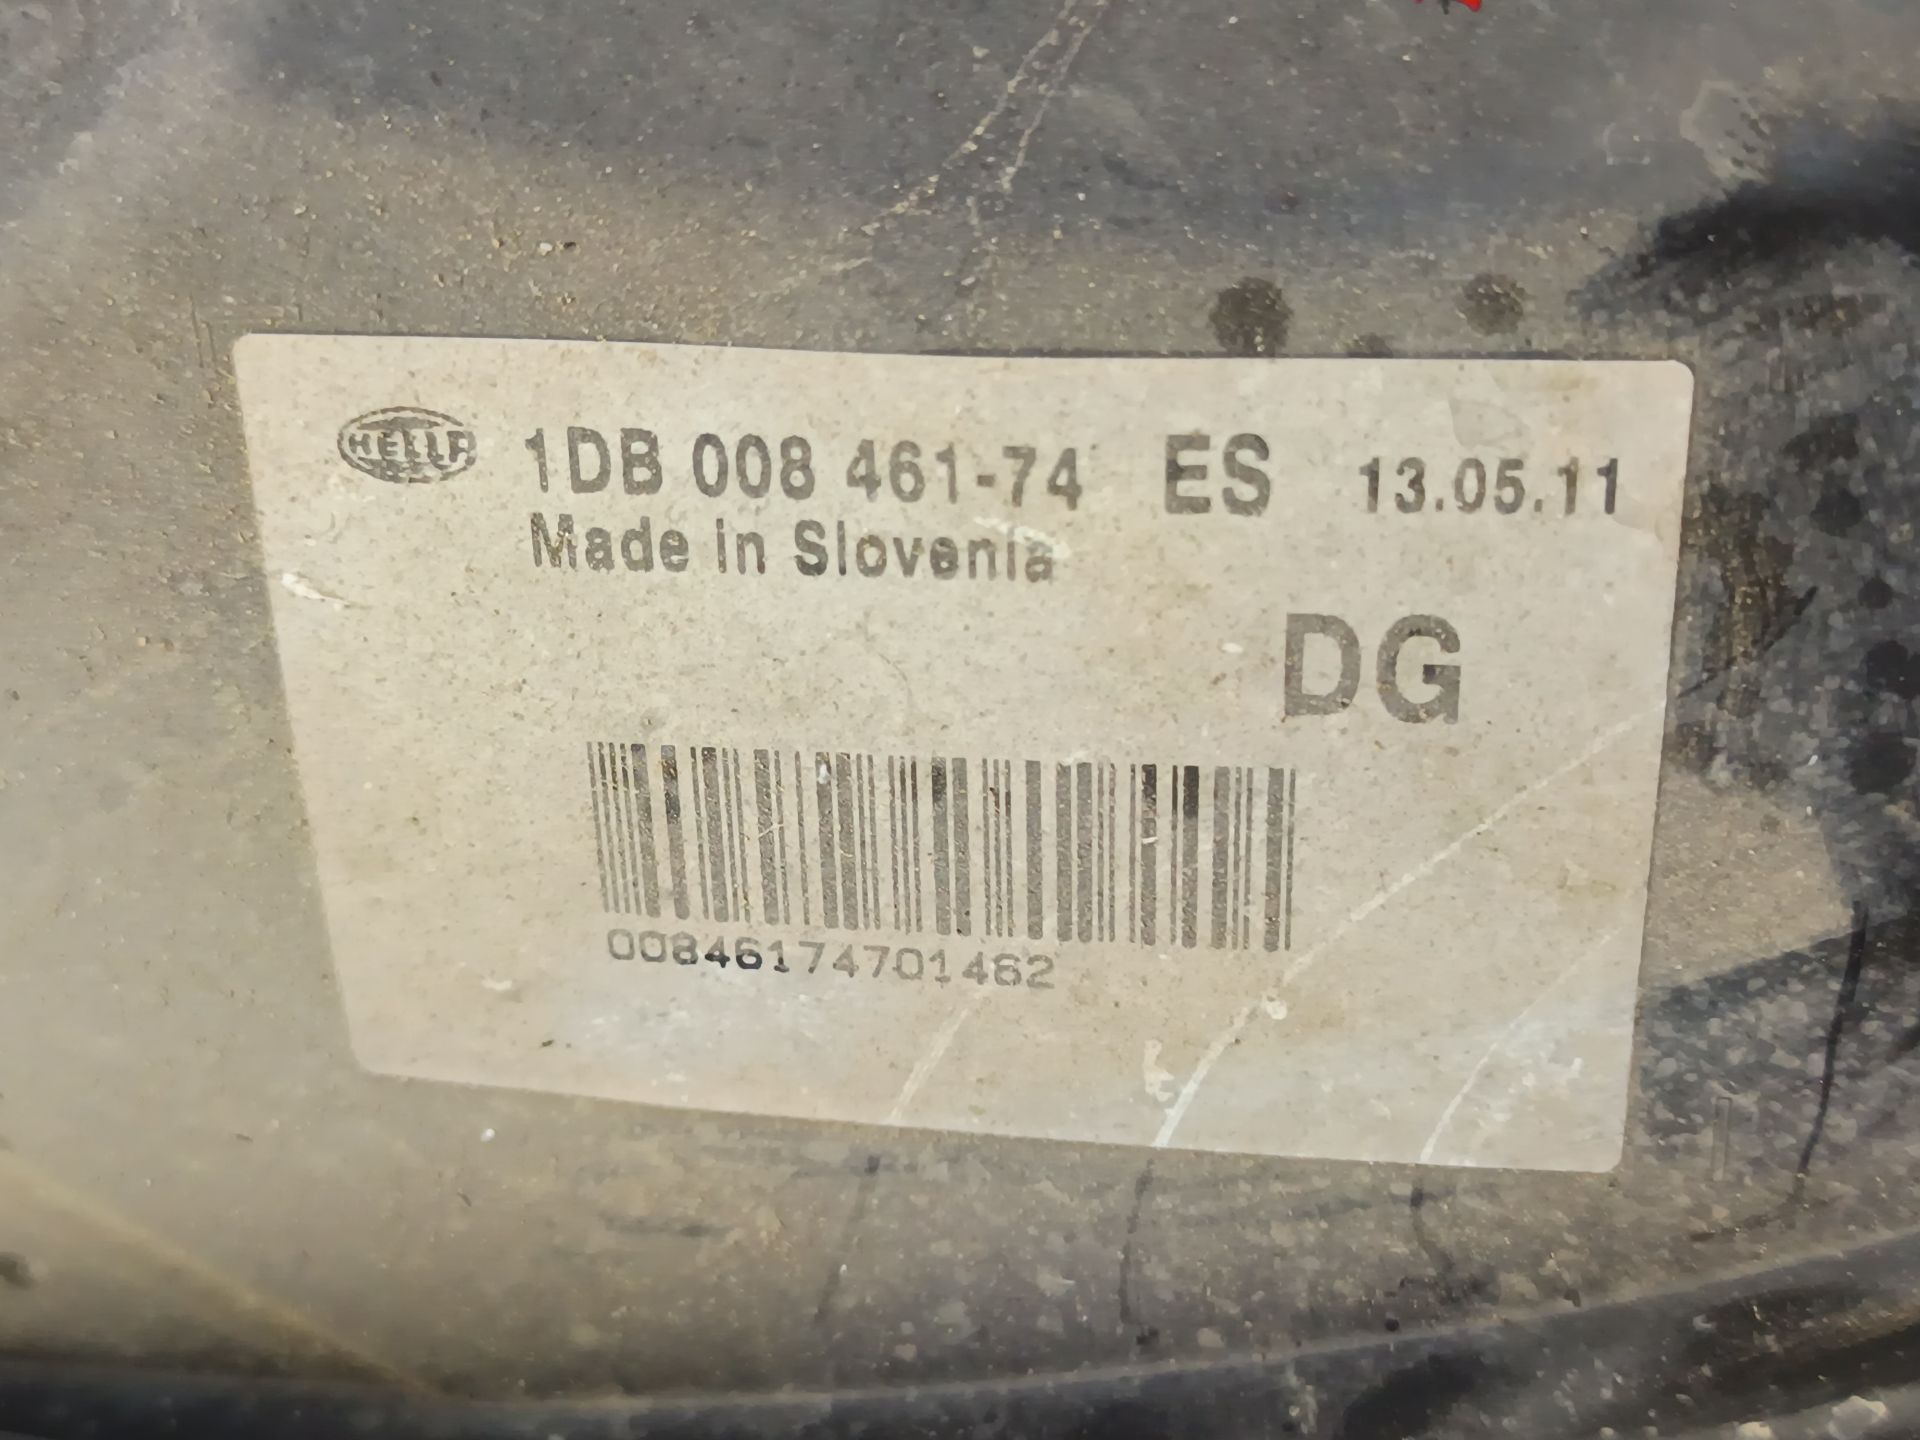 HELLA 1DB 008 461-74 ES 13.05.11
Made in Slovenia
DG
00846174701462